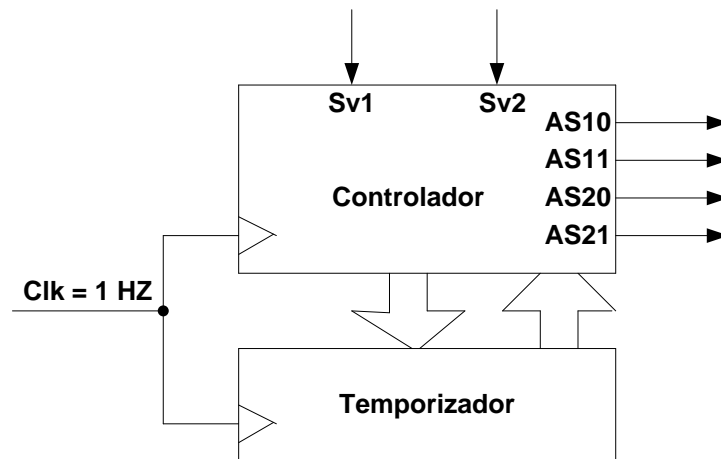 Sv1 Sv2
AS10
AS11
Controlador AS20
AS21
Clk = 1 HZ
Temporizador